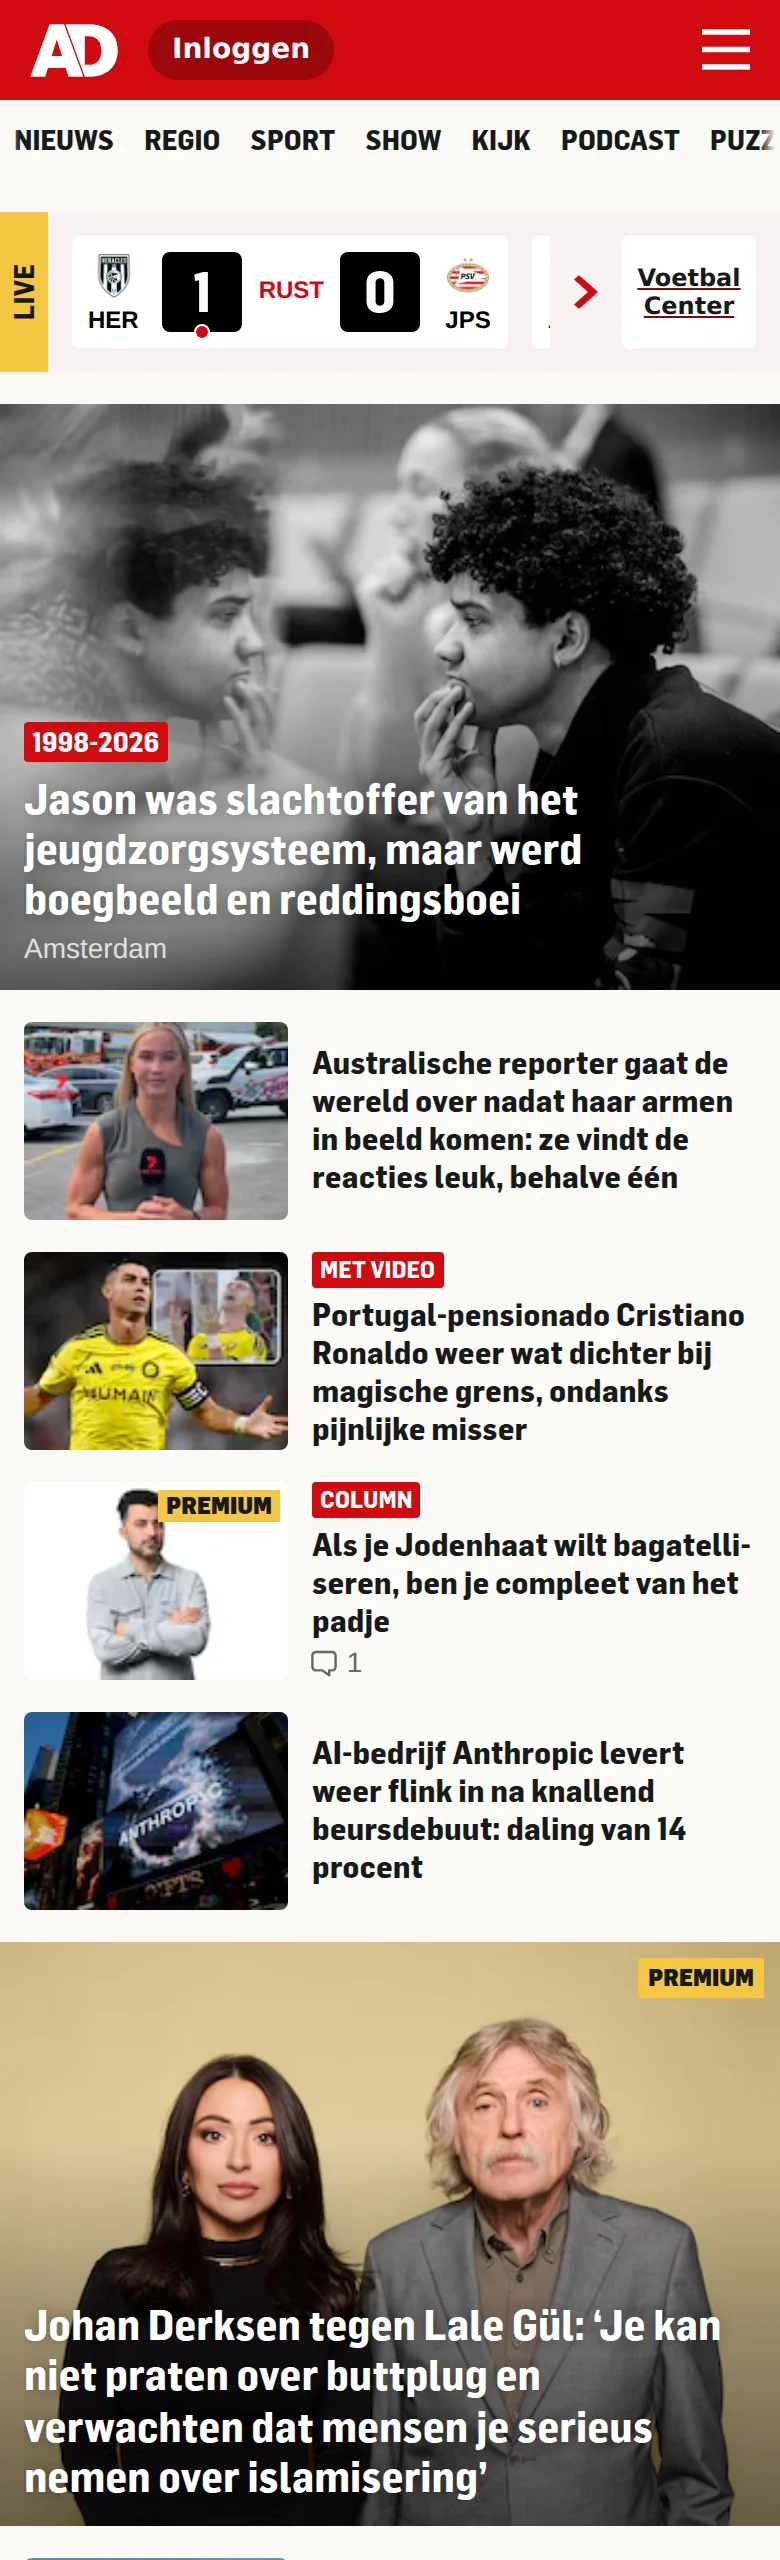 AD
Inloggen
NIEUWS REGIO SPORT SHOW KIJK PODCAST PUZZ
LIVE
HERACLES
HER
1
RUST
0
PSV
JPS
Voetbal
Center
1998-2026
Jason was slachtoffer van het
jeugdzorgsysteem, maar werd
boegbeeld en reddingsboei
Amsterdam
Australische reporter gaat de
wereld over nadat haar armen
in beeld komen: ze vindt de
reacties leuk, behalve één
HUMAIN
MET VIDEO
Portugal-pensionado Cristiano
Ronaldo weer wat dichter bij
magische grens, ondanks
pijnlijke misser
PREMIUM
COLUMN
Als je Jodenhaat wilt bagatelli-
seren, ben je compleet van het
padje
1
ANTHROPIC
AI-bedrijf Anthropic levert
weer flink in na knallend
beursdebuut: daling van 14
procent
PREMIUM
Johan Derksen tegen Lale Gül: ‘Je kan
niet praten over buttplug en
verwachten dat mensen je serieus
nemen over islamisering’